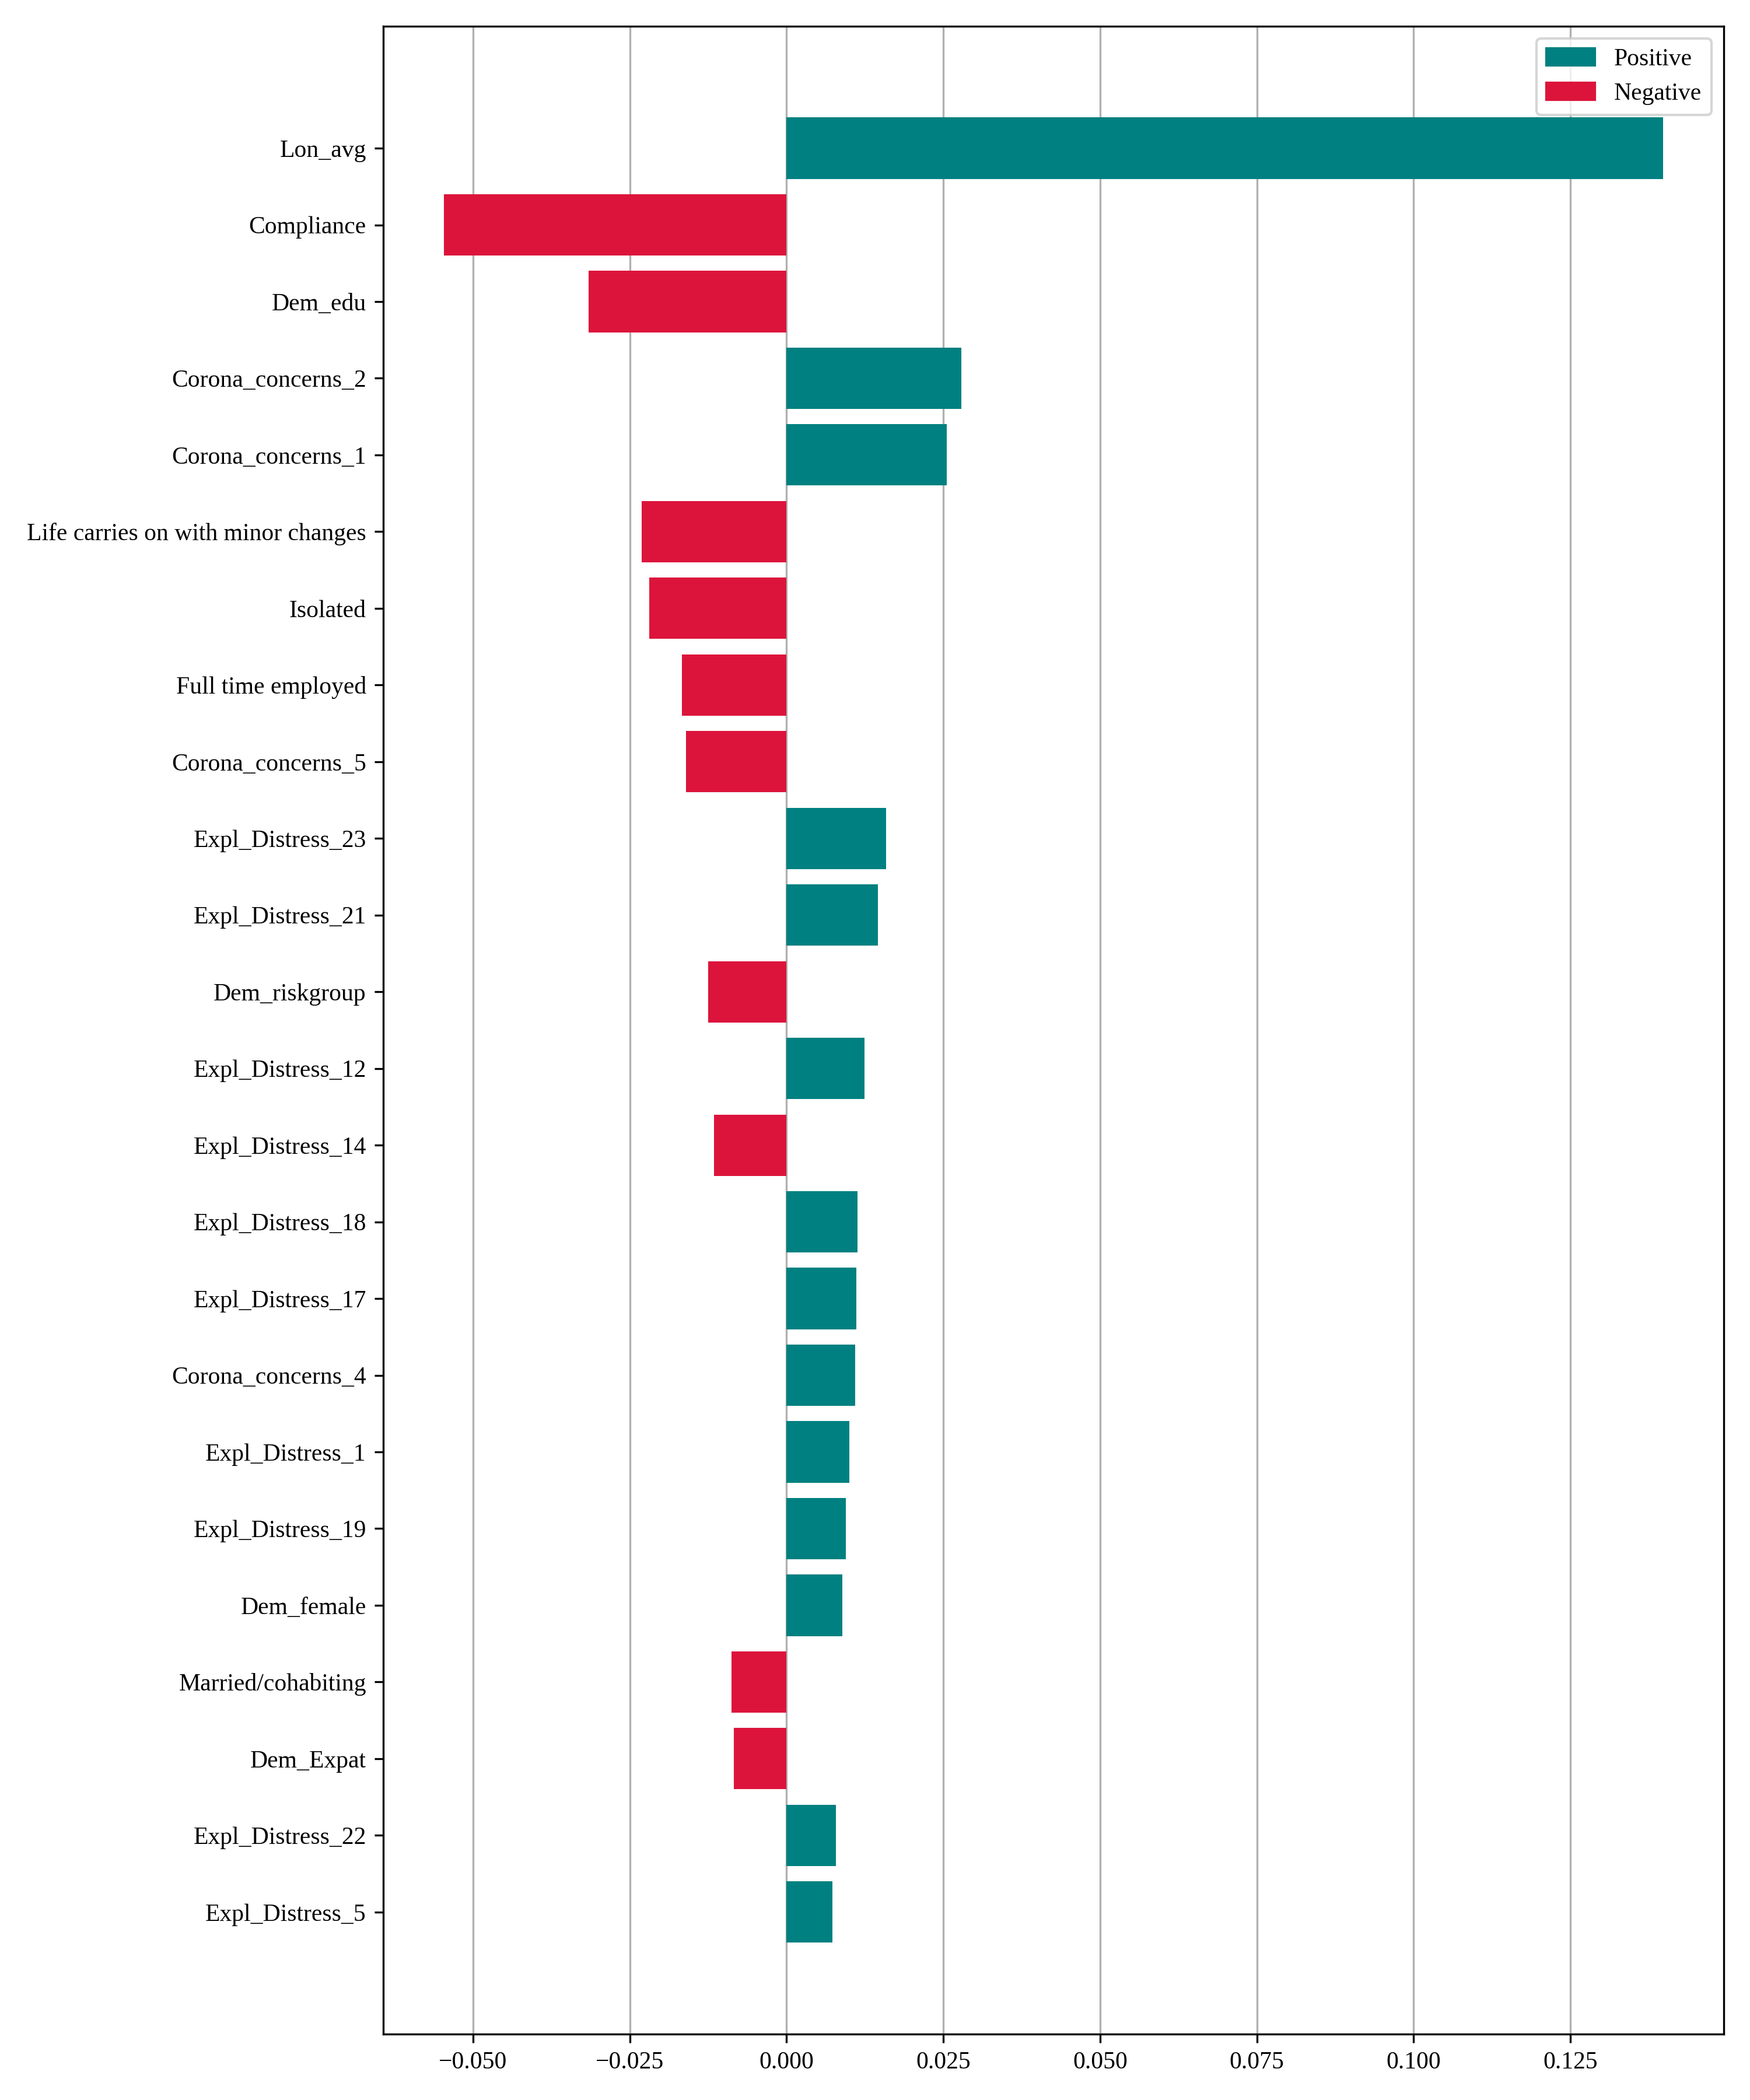 Positive
Negative
Lon_avg
Compliance
Dem_edu
Corona_concerns_2
Corona_concerns_1
Life carries on with minor changes
Isolated
Full time employed
Corona_concerns_5
Expl_Distress_23
Expl_Distress_21
Dem_riskgroup
Expl_Distress_12
Expl_Distress_14
Expl_Distress_18
Expl_Distress_17
Corona_concerns_4
Expl_Distress_1
Expl_Distress_19
Dem_female
Married/cohabiting
Dem_Expat
Expl_Distress_22
Expl_Distress_5
−0.050 −0.025 0.000 0.025 0.050 0.075 0.100 0.125